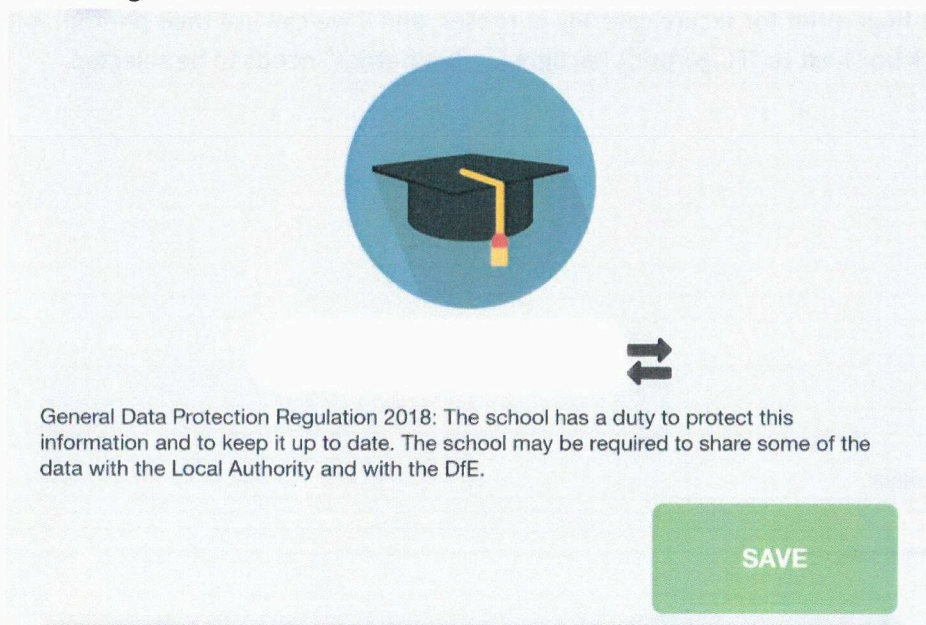 General Data Protection Regulation 2018: The school has a duty to protect this
information and to keep it up to date. The school may be required to share some of the
data with the Local Authority and with the DfE.
SAVE